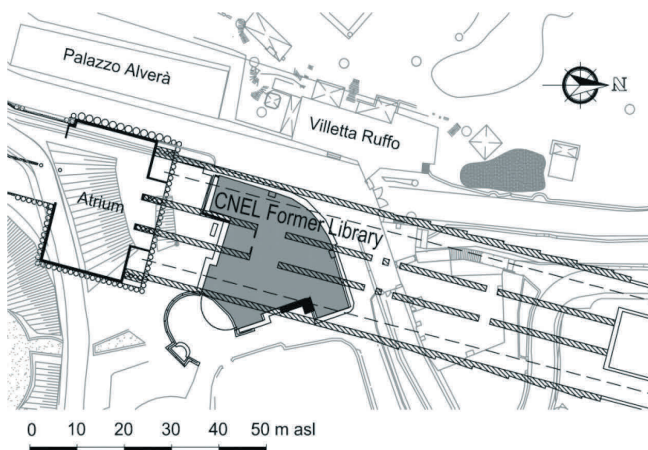 Palazzo Alverà
Villetta Ruffo
N
Atrium
CNEL Former Library
0 10 20 30 40 50 m asl